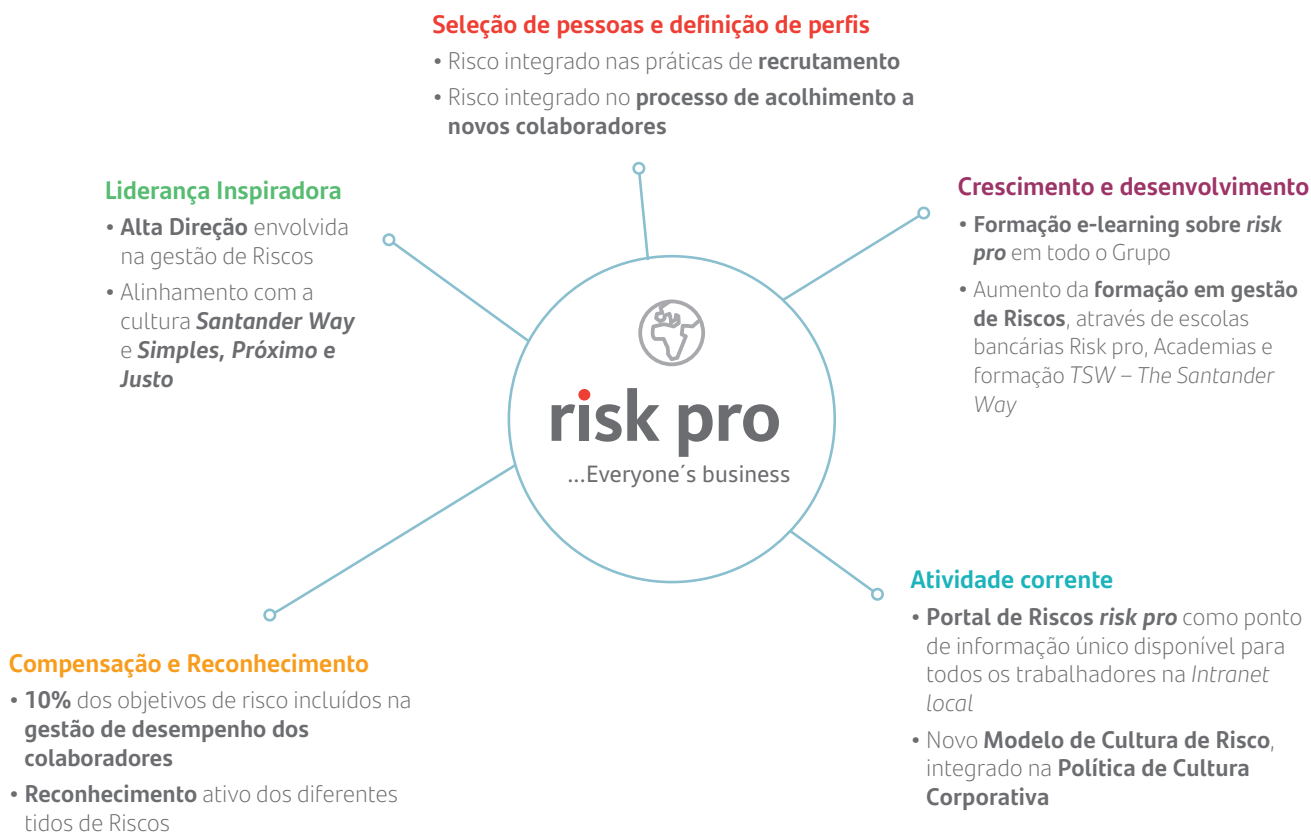 Seleção de pessoas e definição de perfis
• Risco integrado nas práticas de recrutamento
• Risco integrado no processo de acolhimento a
novos colaboradores
Liderança Inspiradora
• Alta Direção envolvida
na gestão de Riscos
• Alinhamento com a
cultura Santander Way
e Simples, Próximo e
Justo
Crescimento e desenvolvimento
• Formação e-learning sobre risk
pro em todo o Grupo
• Aumento da formação em gestão
de Riscos, através de escolas
bancárias Risk pro, Academias e
formação TSW – The Santander
Way
risk pro
...Everyone´s business
Atividade corrente
• Portal de Riscos risk pro como ponto
de informação único disponível para
todos os trabalhadores na Intranet
local
• Novo Modelo de Cultura de Risco,
integrado na Política de Cultura
Corporativa
Compensação e Reconhecimento
• 10% dos objetivos de risco incluídos na
gestão de desempenho dos
colaboradores
• Reconhecimento ativo dos diferentes
tidos de Riscos